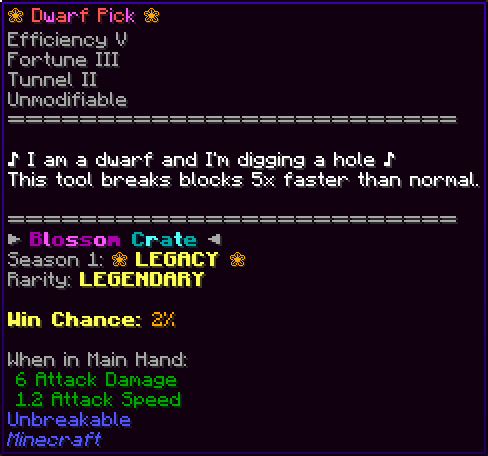 ❀ Dwarf Pick ❀
Efficiency V
Fortune III
Tunnel II
Unmodifiable
============================
♪ I am a dwarf and I'm digging a hole ♪
This tool breaks blocks 5x faster than normal.
============================
► Blossom Crate ◄
Season 1: ❀ LEGACY ❀
Rarity: LEGENDARY
Win Chance: 2%
When in Main Hand:
6 Attack Damage
1.2 Attack Speed
Unbreakable
Minecraft